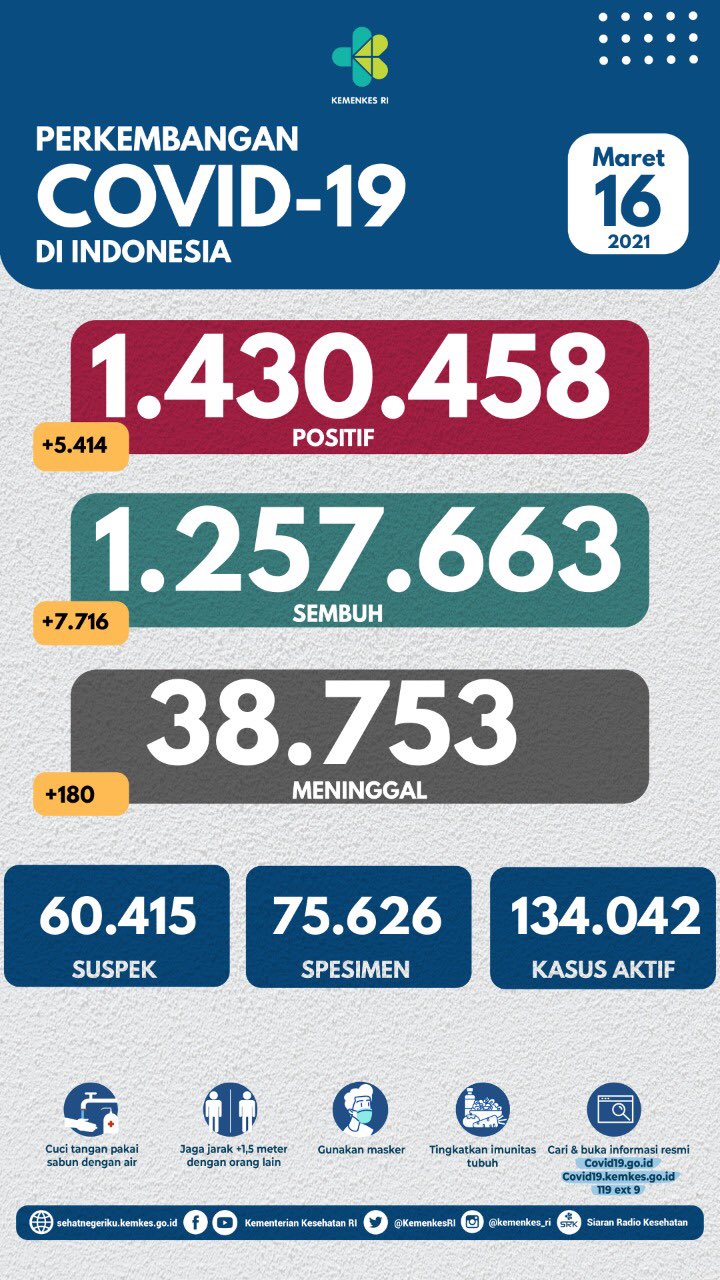 KEMENKES RI
PERKEMBANGAN
COVID-19
DI INDONESIA
Maret
16
2021
1.430.458
POSITIF
+5.414
1.257.663
SEMBUH
+7.716
38.753
MENINGGAL
+180
60.415
SUSPEK
75.626
SPESIMEN
134.042
KASUS AKTIF
Cuci tangan pakai
sabun dengan air
Jaga jarak +1,5 meter
dengan orang lain
Gunakan masker
Tingkatkan imunitas
tubuh
Cari & buka informasi resmi
Covid19.go.id
Covid19.kemkes.go.id
119 ext 9
sehatnegeriku.kemkes.go.id
Kementerian Kesehatan RI
@KemenkesRI
@kemenkes_ri
SRK
Siaran Radio Kesehatan